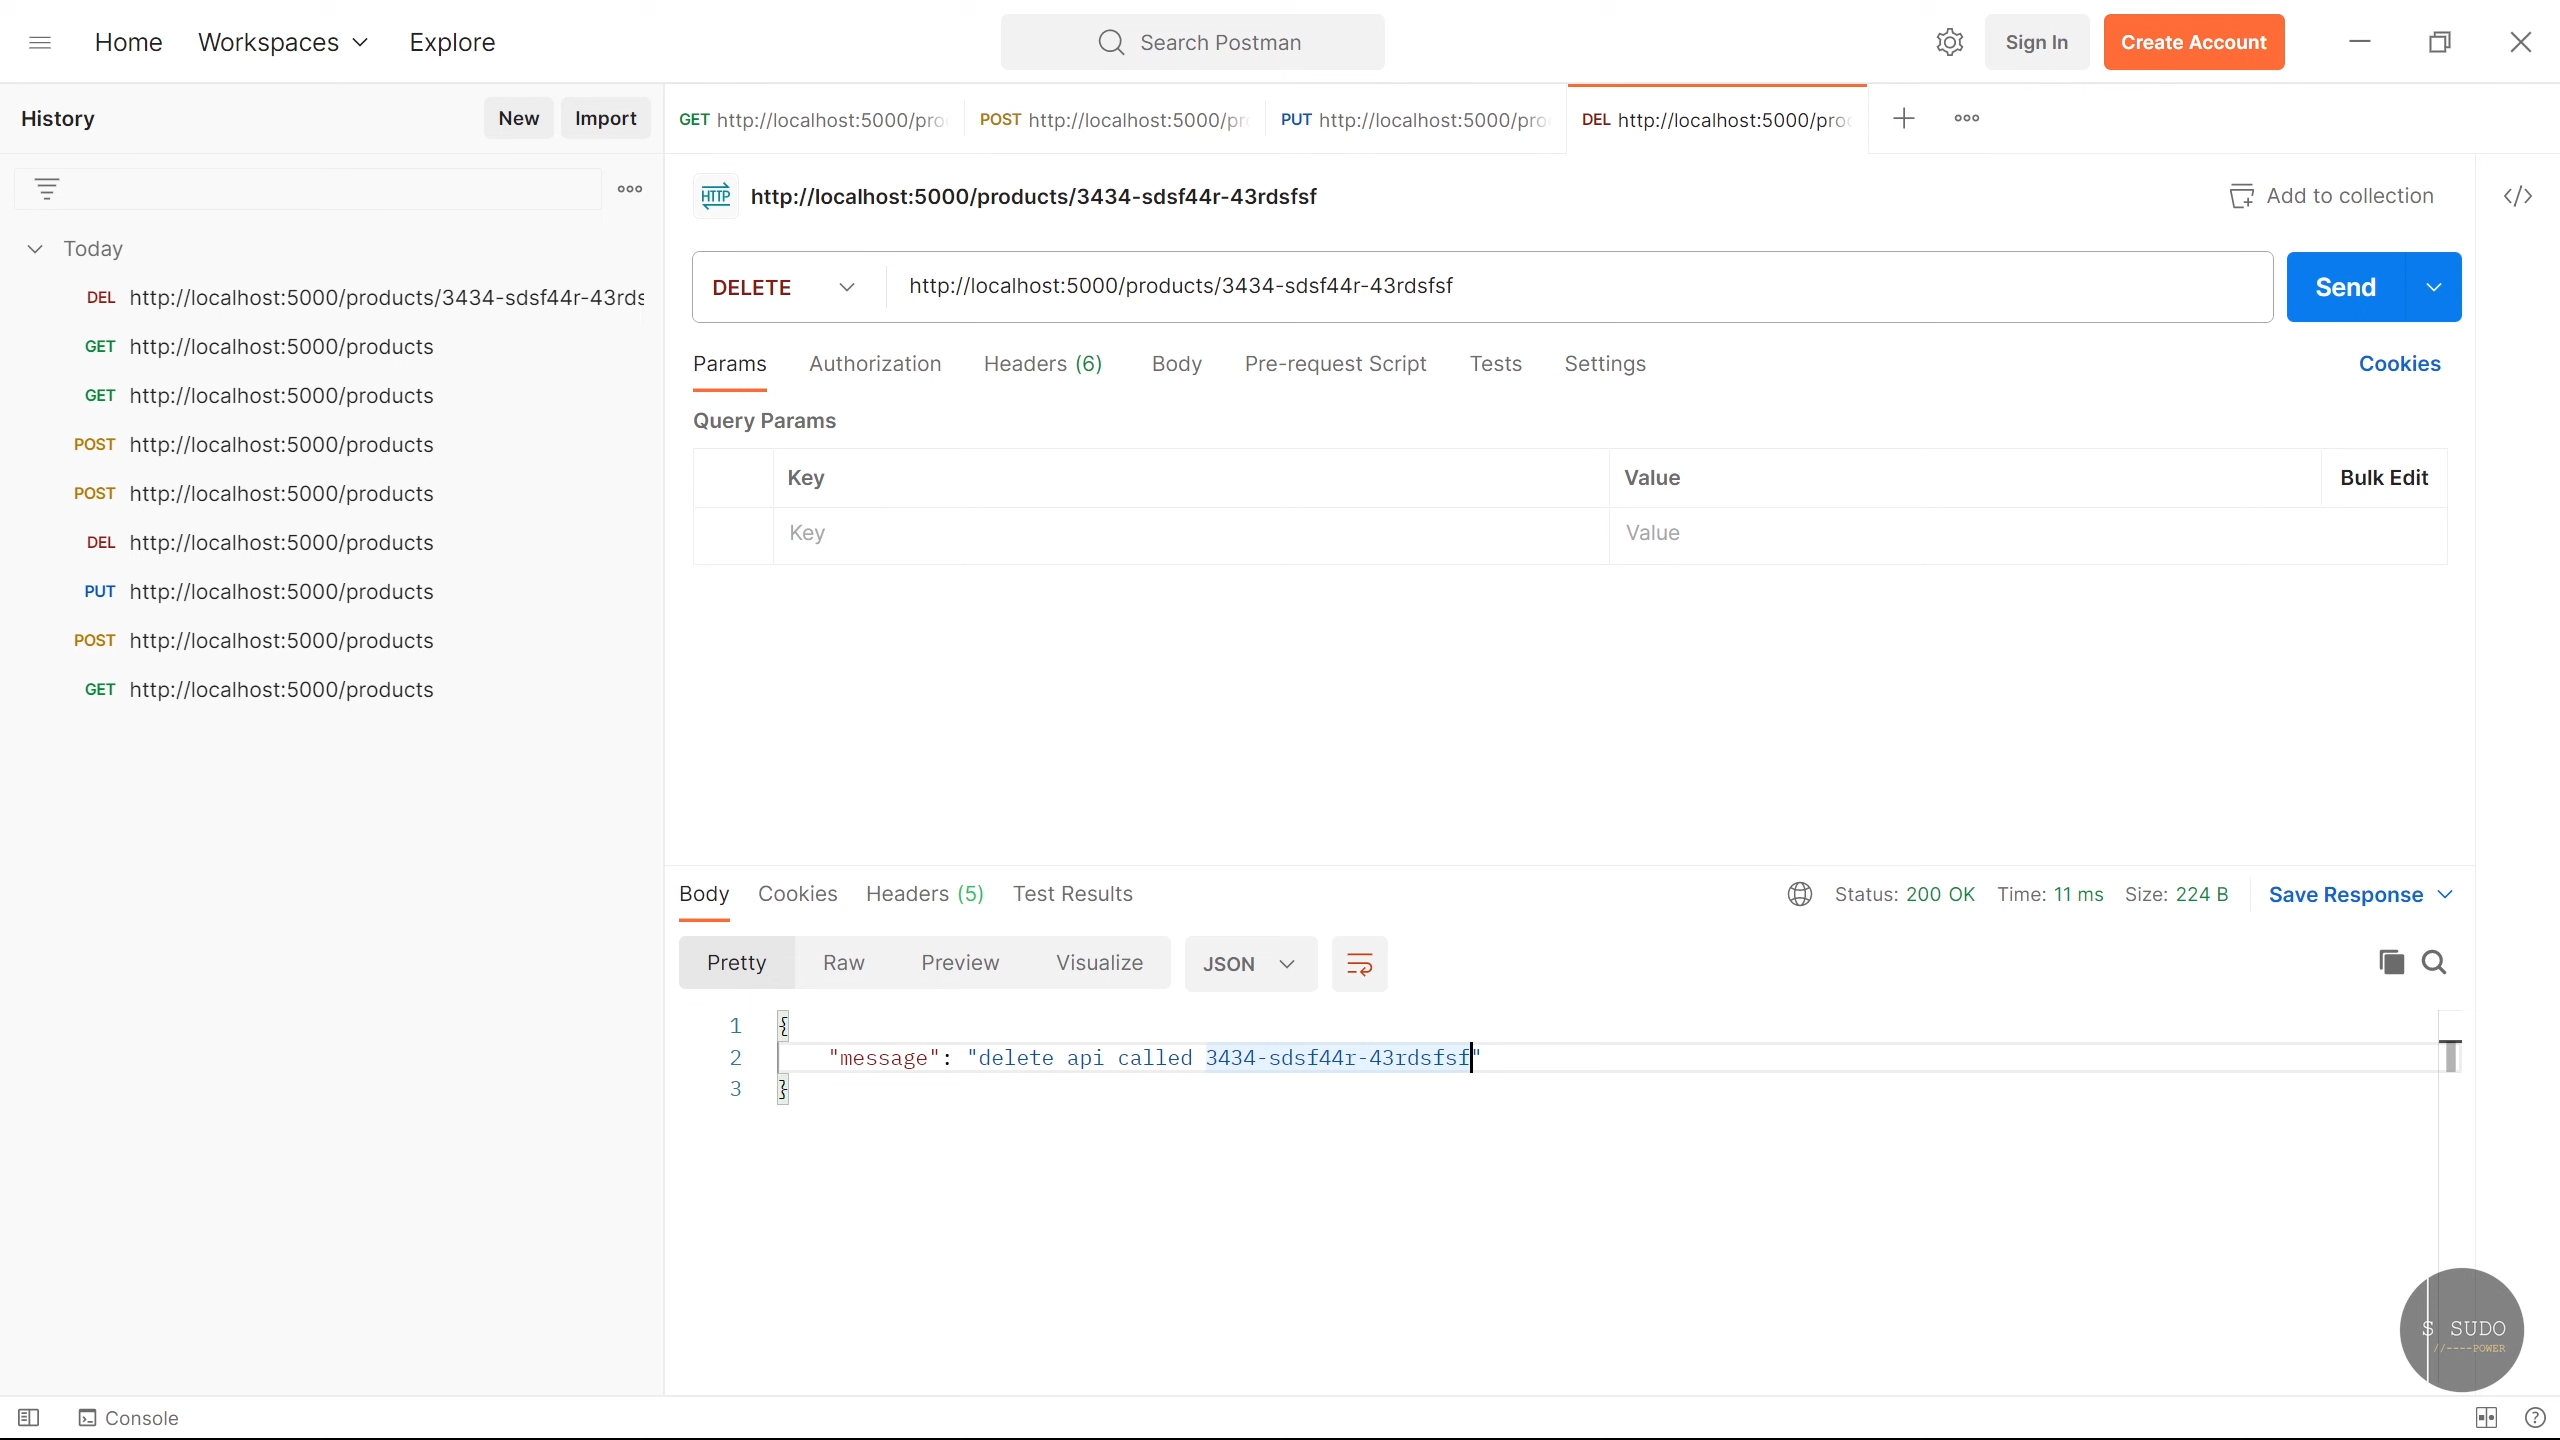 Home Workspaces Explore Search Postman Sign In Create Account
History New Import
GET http://localhost:5000/pro POST http://localhost:5000/pr PUT http://localhost:5000/pro DEL http://localhost:5000/pro
HTTP http://localhost:5000/products/3434-sdsf44r-43rdsfsf Add to collection </>
Today
DEL http://localhost:5000/products/3434-sdsf44r-43rds
GET http://localhost:5000/products
GET http://localhost:5000/products
POST http://localhost:5000/products
POST http://localhost:5000/products
DEL http://localhost:5000/products
PUT http://localhost:5000/products
POST http://localhost:5000/products
GET http://localhost:5000/products
DELETE http://localhost:5000/products/3434-sdsf44r-43rdsfsf Send
Params Authorization Headers (6) Body Pre-request Script Tests Settings Cookies
Query Params
Key Value Bulk Edit
Key Value
Body Cookies Headers (5) Test Results Status: 200 OK Time: 11 ms Size: 224 B Save Response
Pretty Raw Preview Visualize JSON
1 {
2 "message": "delete api called 3434-sdsf44r-43rdsfsf"
3 }
S SUDO
//----POWER
Console